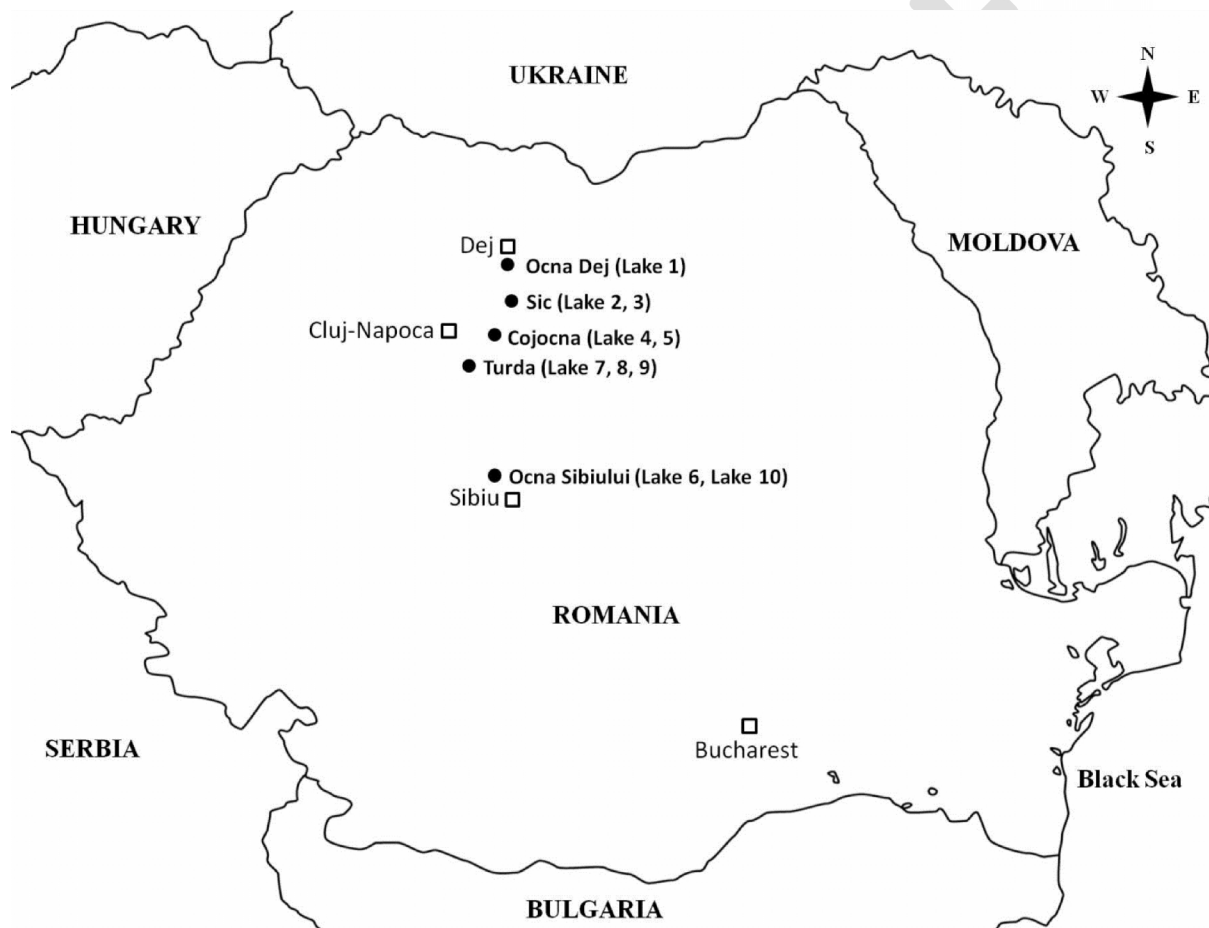 UKRAINE
N
W E
S
HUNGARY
MOLDOVA
Dej
Ocna Dej (Lake 1)
Sic (Lake 2, 3)
Cluj-Napoca
Cojocna (Lake 4, 5)
Turda (Lake 7, 8, 9)
Ocna Sibiului (Lake 6, Lake 10)
Sibiu
ROMANIA
SERBIA
Bucharest
Black Sea
BULGARIA